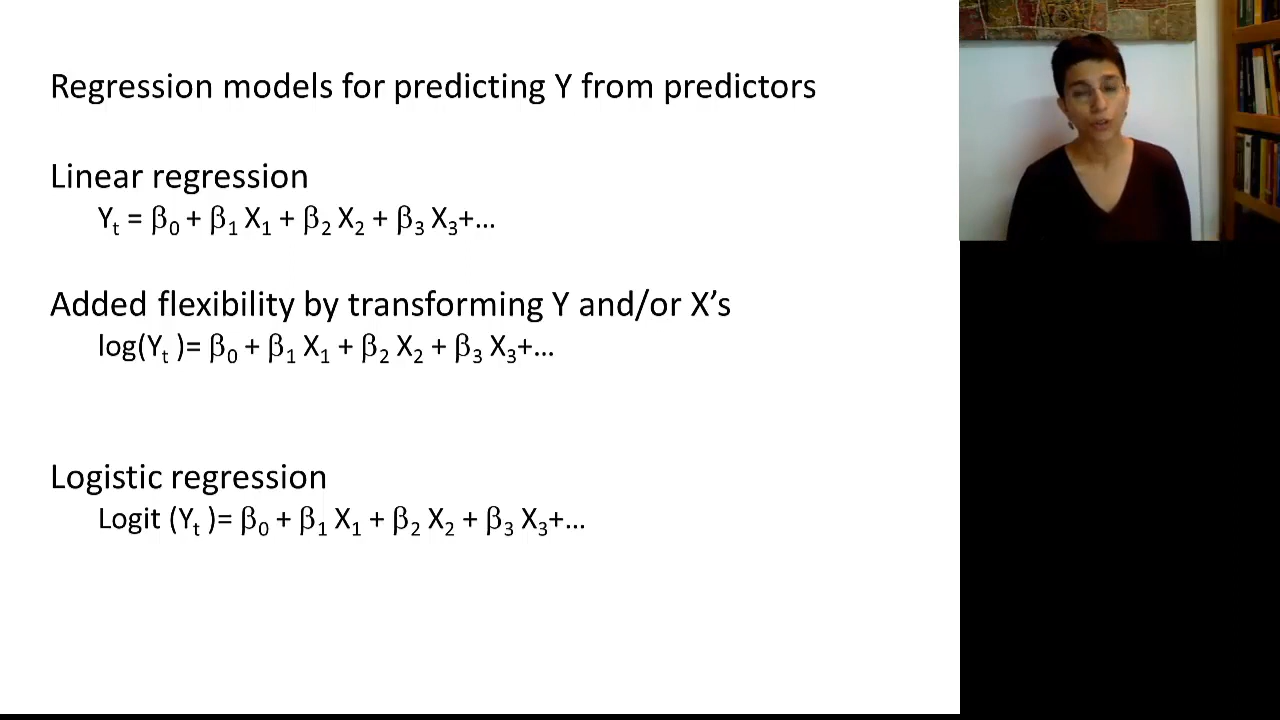 Regression models for predicting Y from predictors
Linear regression
Yₜ = β₀ + β₁ X₁ + β₂ X₂ + β₃ X₃+…
Added flexibility by transforming Y and/or X’s
log(Yₜ )= β₀ + β₁ X₁ + β₂ X₂ + β₃ X₃+…
Logistic regression
Logit (Yₜ )= β₀ + β₁ X₁ + β₂ X₂ + β₃ X₃+…